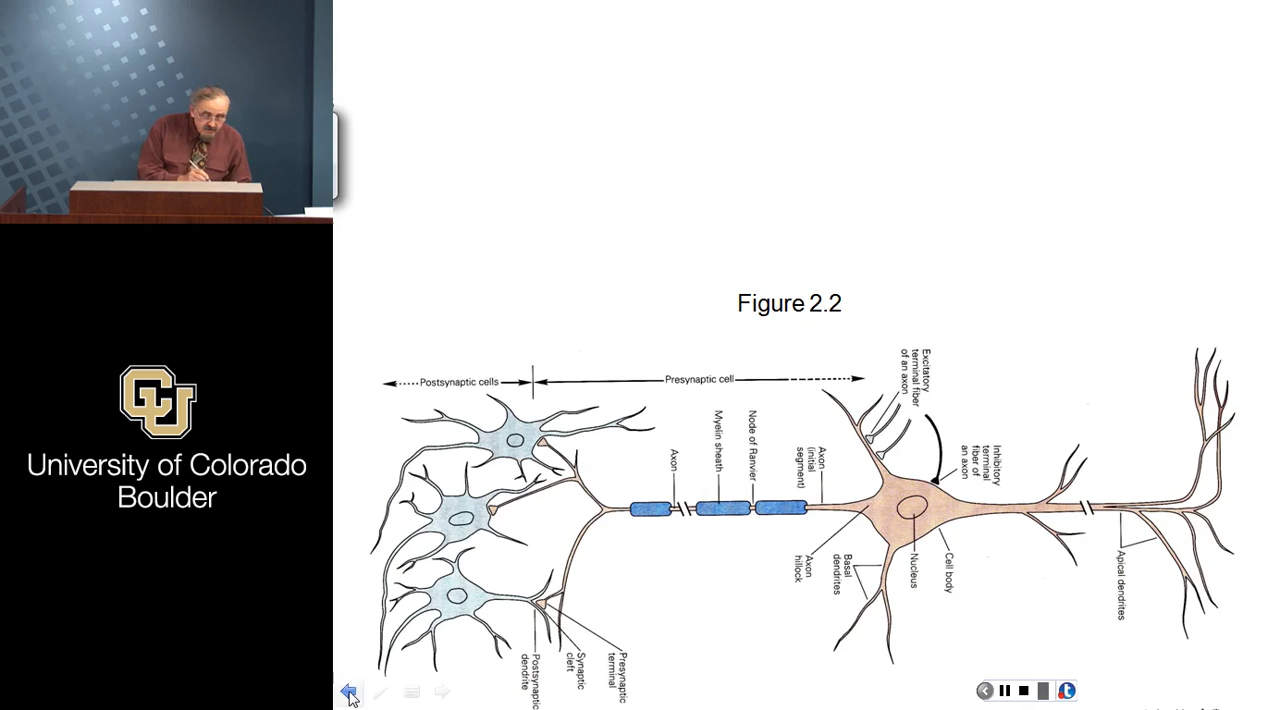 University of Colorado
Boulder
Figure 2.2
Postsynaptic cells
Presynaptic cell
Excitatory
terminal fiber
of an axon
Inhibitory
terminal
fiber of
an axon
Axon
Myelin sheath
Node of Ranvier
Axon
(initial
segment)
Axon
hillock
Basal
dendrites
Nucleus
Cell body
Apical dendrites
Presynaptic
terminal
Synaptic
cleft
Postsynaptic
dendrite
CU
t